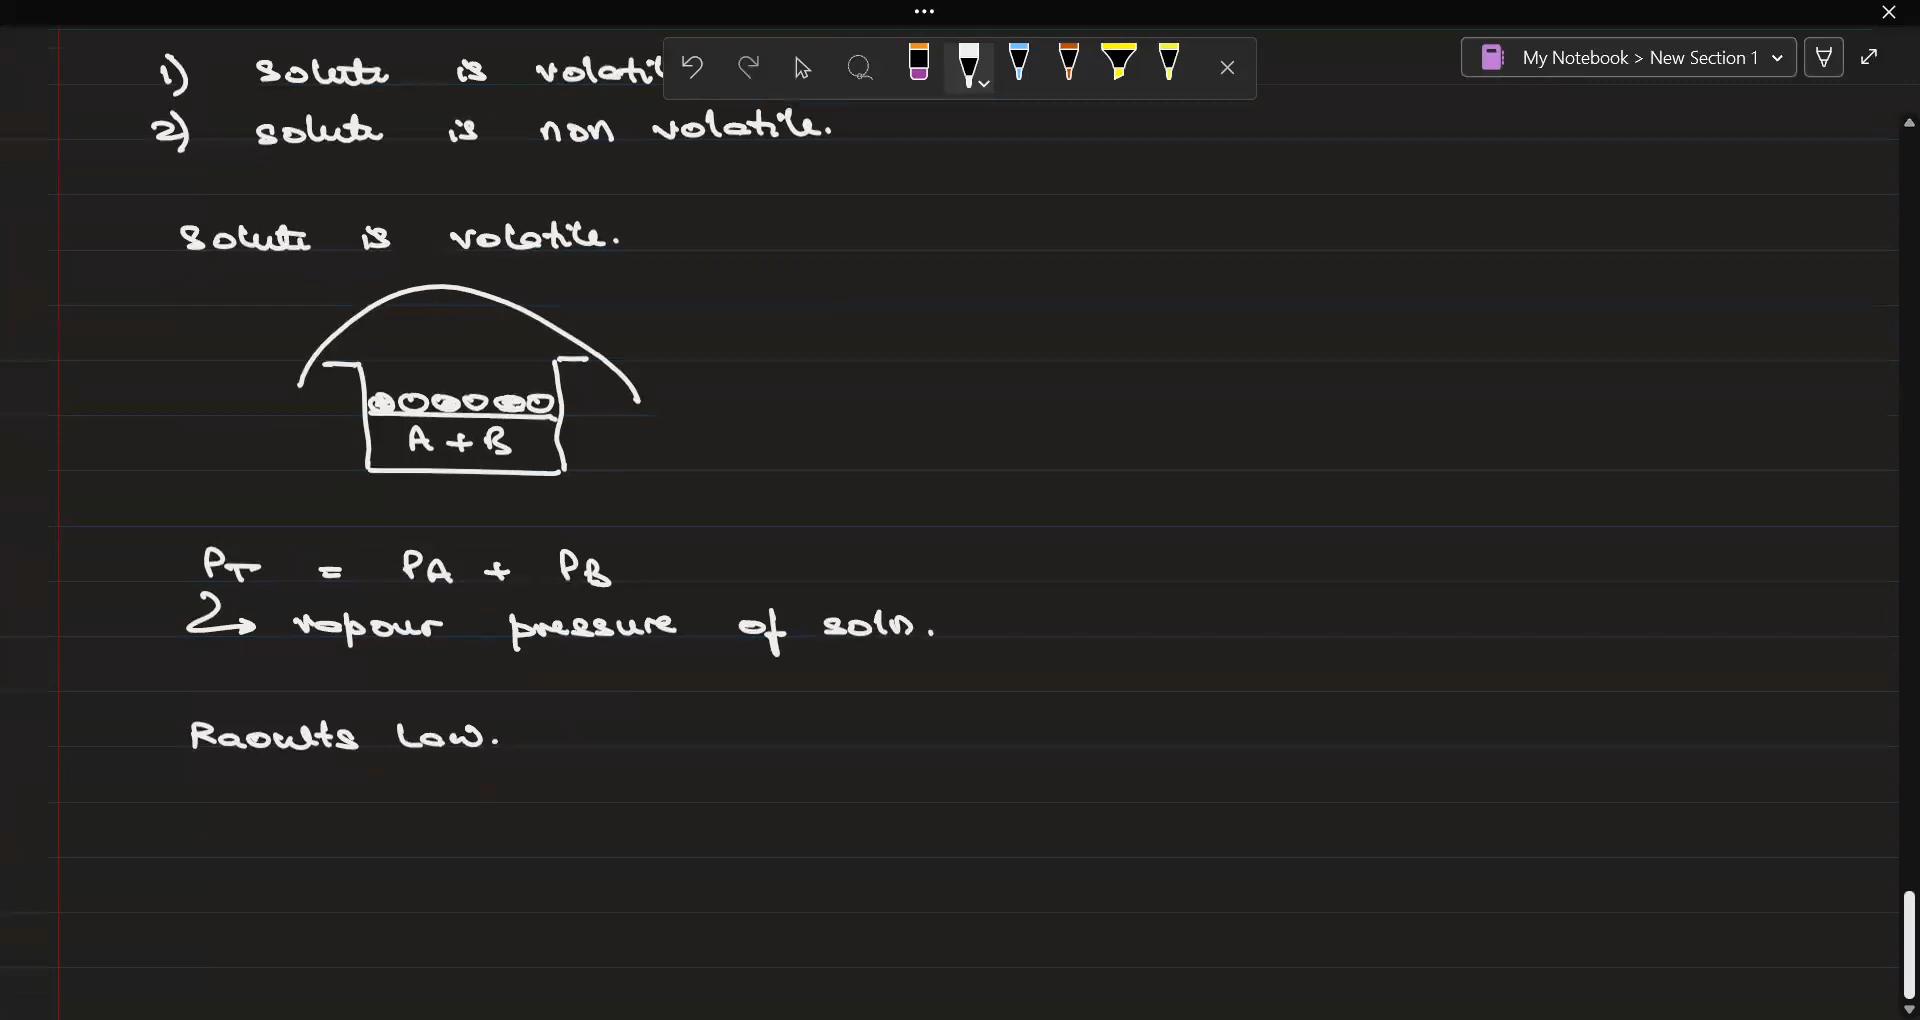 My Notebook > New Section 1
1) solute is volatil
2) solute is non volatile.
Solute is volatile.
A + B
PT = PA + PB
vapour pressure of soln.
Raoults Law.